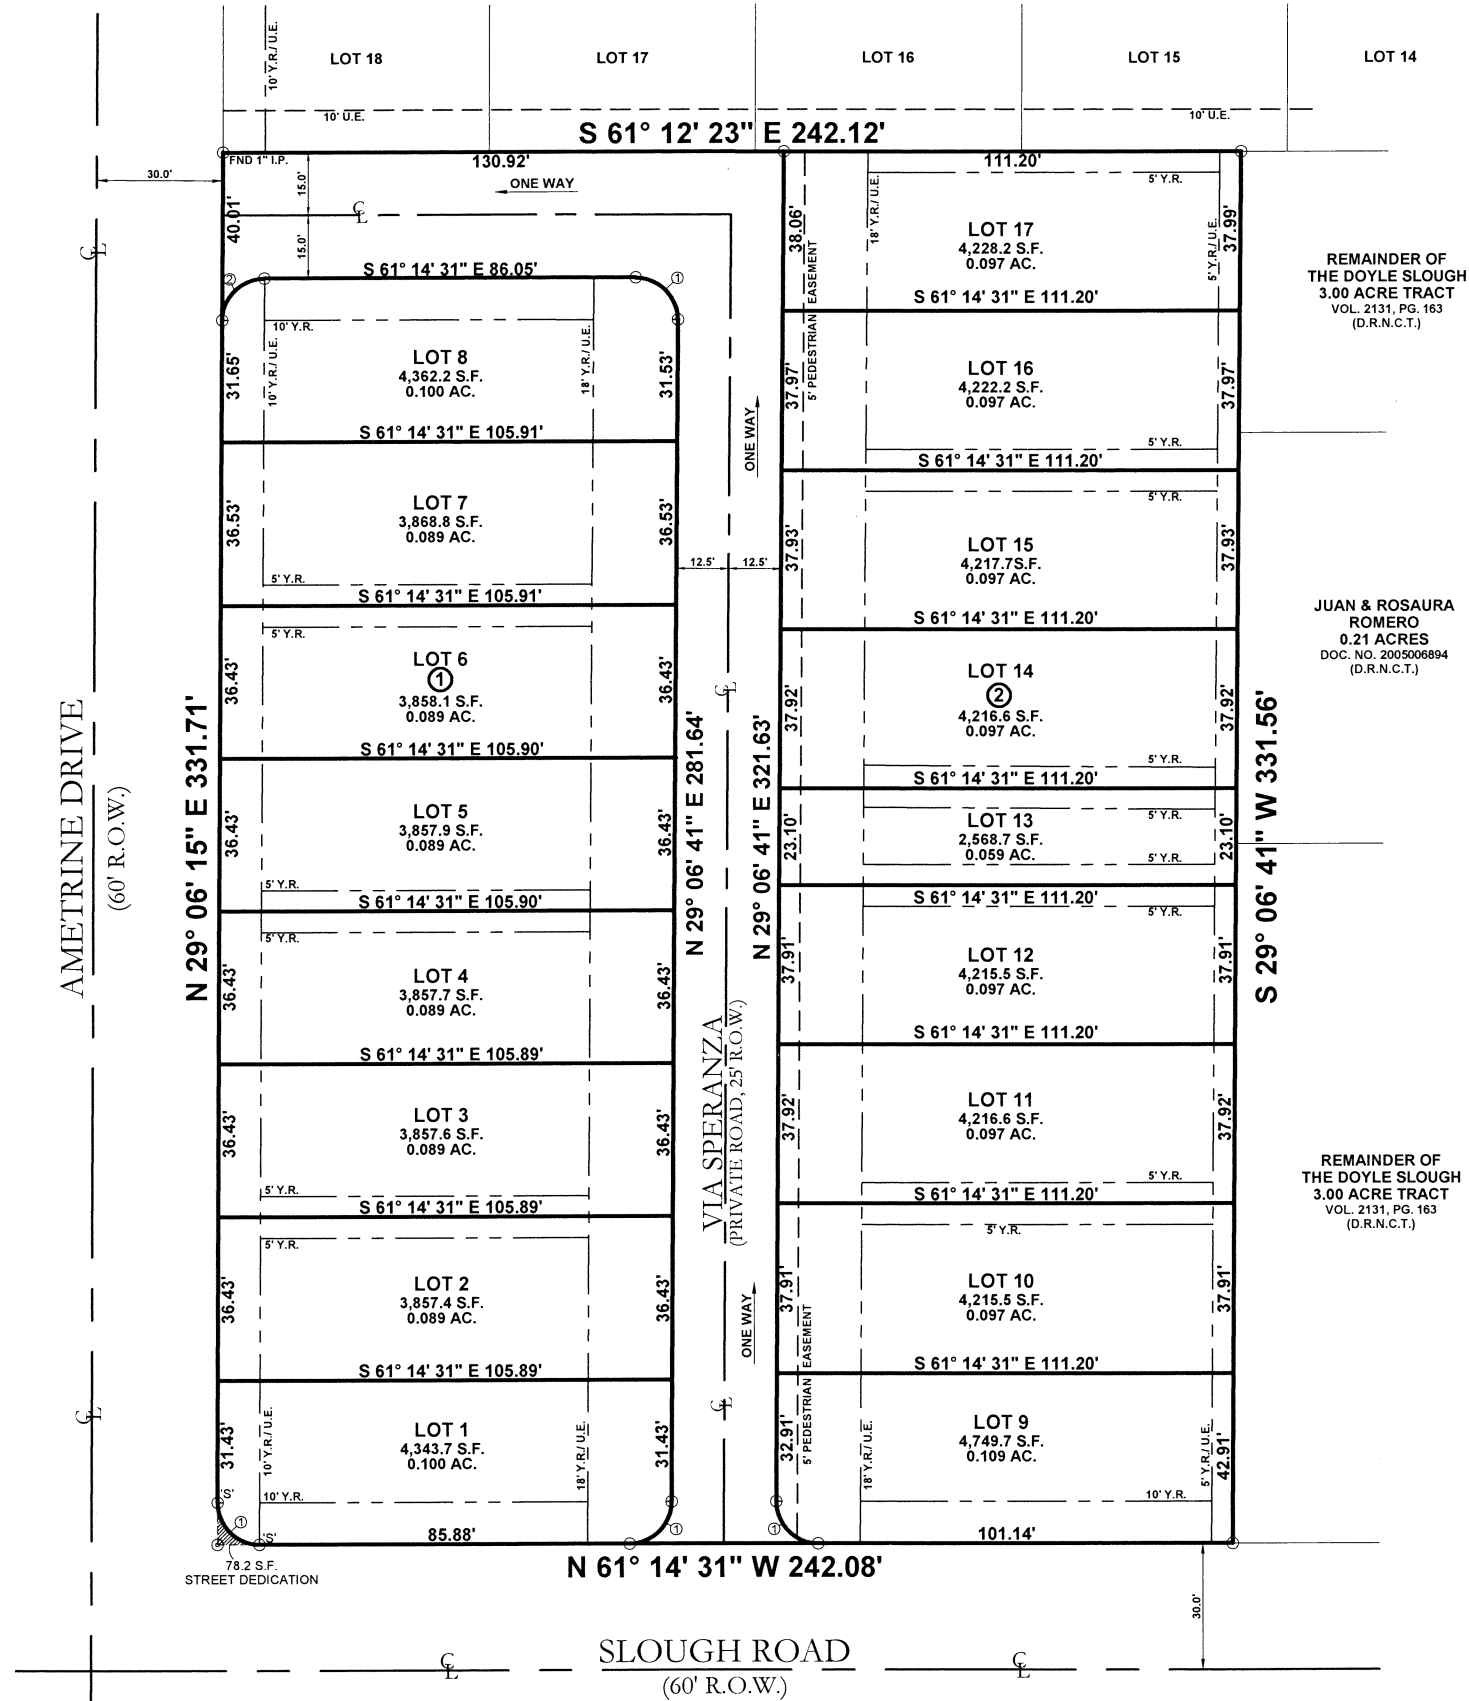 10' Y.R./ U.E.
LOT 18
LOT 17
LOT 16
LOT 15
LOT 14
10' U.E.
10' U.E.
S 61° 12' 23" E 242.12'
FND 1" I.P.
130.92'
111.20'
30.0'
15.0'
ONE WAY
5' Y.R.
40.01'
15.0'
38.06'
18' Y.R./ U.E.
5' Y.R./ U.E.
37.99'
LOT 17
4,228.2 S.F.
0.097 AC.
5' PEDESTRIAN EASEMENT
REMAINDER OF
THE DOYLE SLOUGH
3.00 ACRE TRACT
VOL. 2131, PG. 163
(D.R.N.C.T.)
S 61° 14' 31" E 86.05'
2
1
S 61° 14' 31" E 111.20'
10' Y.R.
31.65'
10' Y.R./ U.E.
LOT 8
4,362.2 S.F.
0.100 AC.
18' Y.R./ U.E.
31.53'
37.97'
LOT 16
4,222.2 S.F.
0.097 AC.
37.97'
ONE WAY
5' Y.R.
S 61° 14' 31" E 105.91'
S 61° 14' 31" E 111.20'
5' Y.R.
36.53'
LOT 7
3,868.8 S.F.
0.089 AC.
36.53'
37.93'
LOT 15
4,217.7S.F.
0.097 AC.
37.93'
12.5'
12.5'
5' Y.R.
S 61° 14' 31" E 105.91'
S 61° 14' 31" E 111.20'
5' Y.R.
JUAN & ROSAURA
ROMERO
0.21 ACRES
DOC. NO. 2005006894
(D.R.N.C.T.)
36.43'
LOT 6
1
3,858.1 S.F.
0.089 AC.
36.43'
37.92'
LOT 14
2
4,216.6 S.F.
0.097 AC.
37.92'
5' Y.R.
S 61° 14' 31" E 105.90'
S 61° 14' 31" E 111.20'
AMETRINE DRIVE
(60' R.O.W.)
N 29° 06' 15" E 331.71'
N 29° 06' 41" E 281.64'
N 29° 06' 41" E 321.63'
S 29° 06' 41" W 331.56'
36.43'
LOT 5
3,857.9 S.F.
0.089 AC.
36.43'
23.10'
LOT 13
2,568.7 S.F.
0.059 AC.
5' Y.R.
5' Y.R.
23.10'
5' Y.R.
S 61° 14' 31" E 105.90'
S 61° 14' 31" E 111.20'
5' Y.R.
5' Y.R.
36.43'
LOT 4
3,857.7 S.F.
0.089 AC.
36.43'
37.91'
LOT 12
4,215.5 S.F.
0.097 AC.
37.91'
S 61° 14' 31" E 105.89'
S 61° 14' 31" E 111.20'
VIA SPERANZA
(PRIVATE ROAD, 25' R.O.W.)
36.43'
LOT 3
3,857.6 S.F.
0.089 AC.
36.43'
37.92'
LOT 11
4,216.6 S.F.
0.097 AC.
37.92'
5' Y.R.
5' Y.R.
S 61° 14' 31" E 105.89'
S 61° 14' 31" E 111.20'
REMAINDER OF
THE DOYLE SLOUGH
3.00 ACRE TRACT
VOL. 2131, PG. 163
(D.R.N.C.T.)
5' Y.R.
5' Y.R.
36.43'
LOT 2
3,857.4 S.F.
0.089 AC.
36.43'
37.91'
LOT 10
4,215.5 S.F.
0.097 AC.
37.91'
ONE WAY
S 61° 14' 31" E 105.89'
S 61° 14' 31" E 111.20'
5' PEDESTRIAN EASEMENT
31.43'
10' Y.R./ U.E.
LOT 1
4,343.7 S.F.
0.100 AC.
18' Y.R./ U.E.
31.43'
32.91'
18' Y.R./ U.E.
LOT 9
4,749.7 S.F.
0.109 AC.
5' Y.R./ U.E.
42.91'
'S'
10' Y.R.
10' Y.R.
1
'S'
85.88'
1
1
101.14'
78.2 S.F.
STREET DEDICATION
N 61° 14' 31" W 242.08'
30.0'
SLOUGH ROAD
(60' R.O.W.)